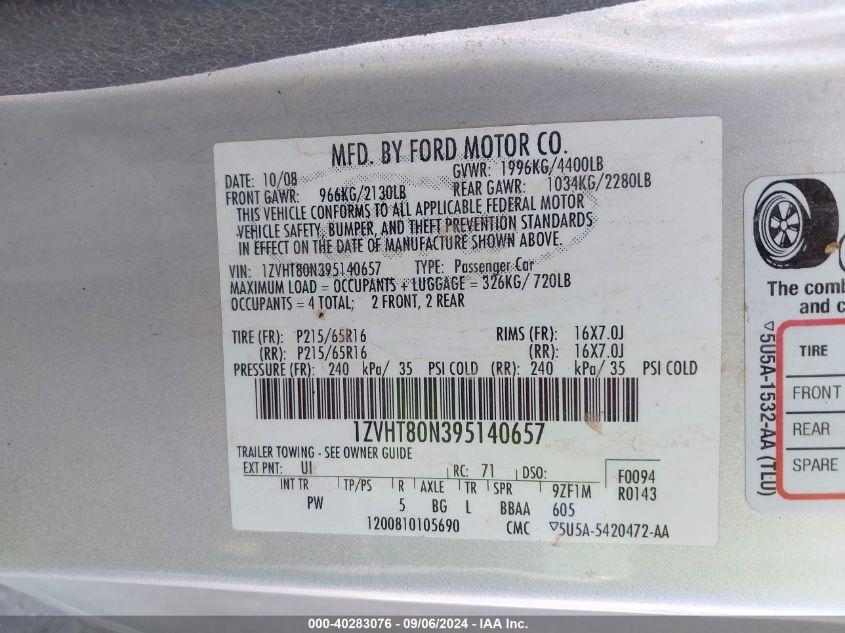 MFD. BY FORD MOTOR CO.
DATE: 10/08 GVWR: 1996KG/4400LB
FRONT GAWR: 966KG/2130LB REAR GAWR: 1034KG/2280LB
THIS VEHICLE CONFORMS TO ALL APPLICABLE FEDERAL MOTOR
VEHICLE SAFETY, BUMPER, AND THEFT PREVENTION STANDARDS
IN EFFECT ON THE DATE OF MANUFACTURE SHOWN ABOVE.
VIN: 1ZVHT80N395140657 TYPE: Passenger Car
MAXIMUM LOAD = OCCUPANTS + LUGGAGE = 326KG/ 720LB
OCCUPANTS = 4 TOTAL; 2 FRONT, 2 REAR
TIRE (FR): P215/65R16 RIMS (FR): 16X7.0J
(RR): P215/65R16 (RR): 16X7.0J
PRESSURE (FR): 240 kPa/ 35 PSI COLD (RR): 240 kPa/ 35 PSI COLD
1ZVHT80N395140657
TRAILER TOWING - SEE OWNER GUIDE
EXT PNT: UI RC: 71 DSO: F0094
INT TR TP/PS R AXLE TR SPR 9ZF1M R0143
PW 5 BG L BBAA 605
1200810105690 CMC ▽5U5A-5420472-AA
The comb
and c
▽5U5A-1532-AA (TEU)
TIRE
FRONT
REAR
SPARE
000-40283076 - 09/06/2024 - IAA Inc.